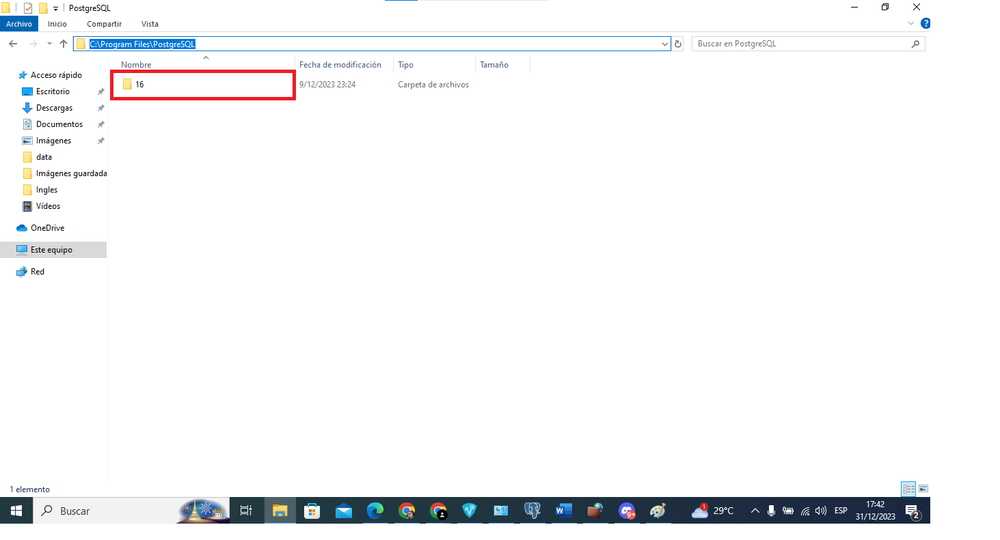 PostgreSQL
Archivo Inicio Compartir Vista ?
C:\Program Files\PostgreSQL Buscar en PostgreSQL
Nombre Fecha de modificación Tipo Tamaño
16 9/12/2023 23:24 Carpeta de archivos
Acceso rápido
Escritorio
Descargas
Documentos
Imágenes
data
Imágenes guardada
Ingles
Vídeos
OneDrive
Este equipo
Red
1 elemento
Buscar W 9+ 1 29°C ESP 17:42 2
31/12/2023